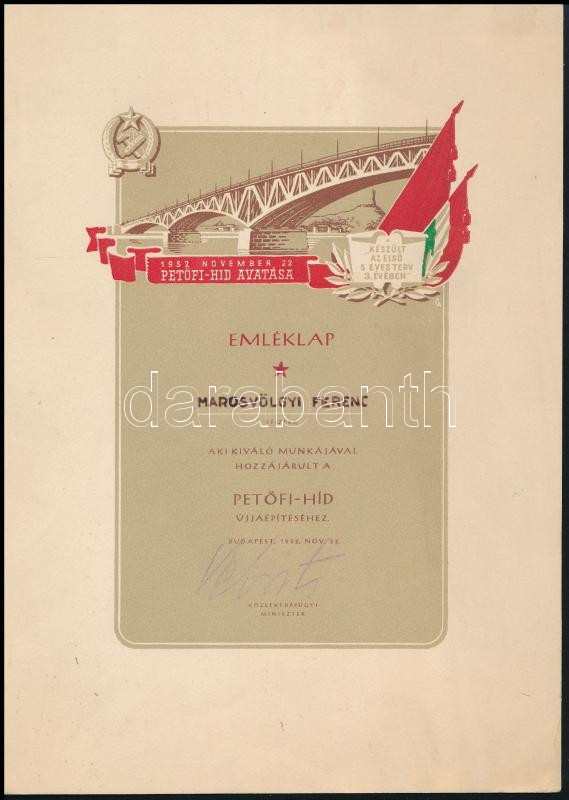 1952 NOVEMBER 22
PETŐFI-HID AVATÁSA
„KÉSZÜLT
AZ ELSŐ
5 ÉVES TERV
3. ÉVÉBEN"
EMLÉKLAP
MAROSVÖLGYI FERENC
darabanth
AKI KIVÁLÓ MUNKÁJÁVAL
HOZZÁJÁRULT A
PETŐFI-HÍD
ÚJJÁÉPÍTÉSÉHEZ.
BUDAPEST, 1952. NOV. 22.
KÖZLEKEDÉSÜGYI
MINISZTER